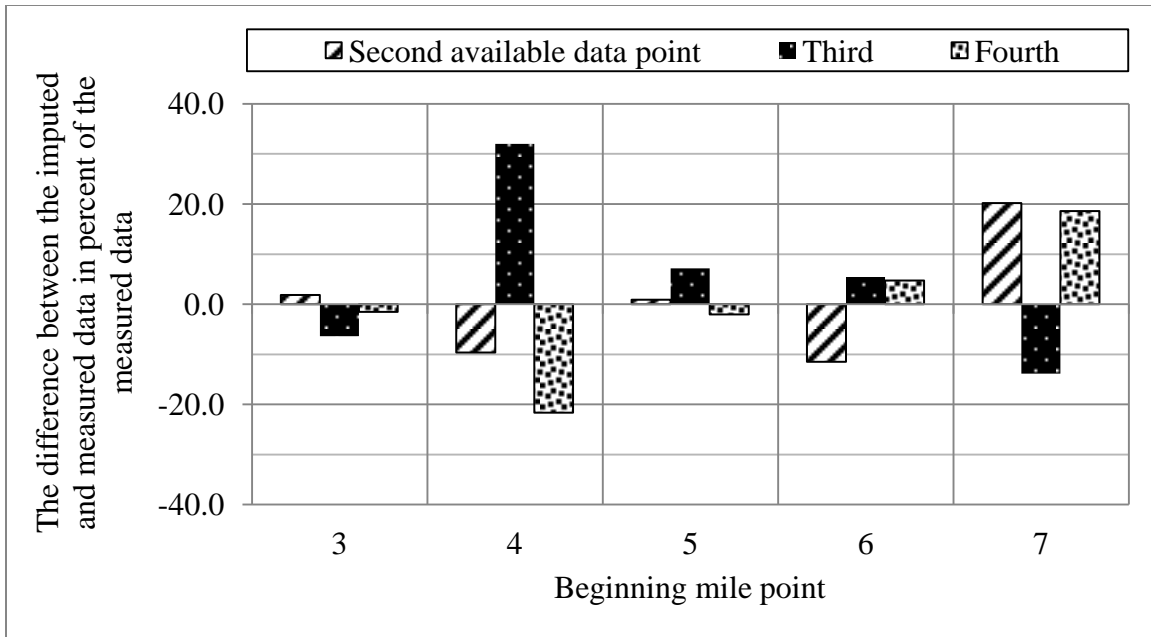 Second available data point Third Fourth
The difference between the imputed
and measured data in percent of the
measured data
40.0
20.0
0.0
-20.0
-40.0
3 4 5 6 7
Beginning mile point